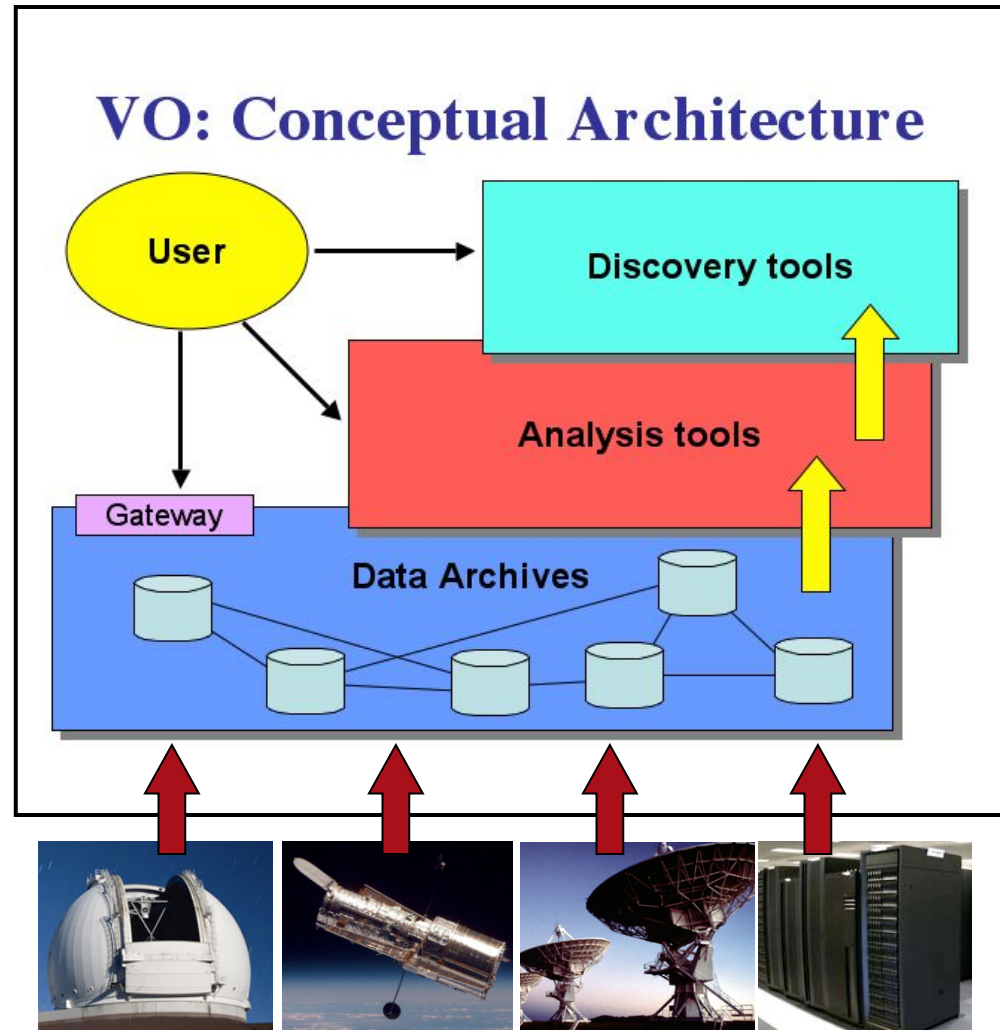 VO: Conceptual Architecture
User
Discovery tools
Analysis tools
Gateway
Data Archives